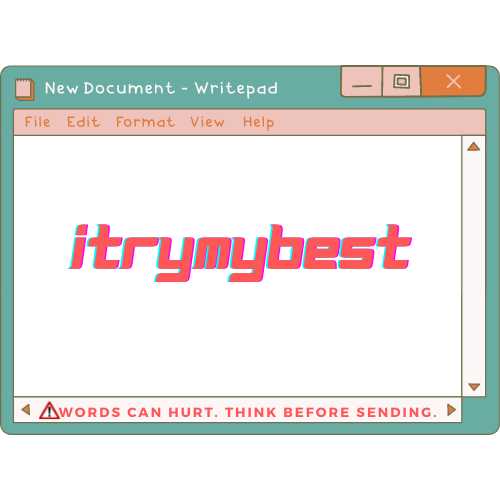 New Document - Writepad
File Edit Format View Help
itrymybest
WORDS CAN HURT. THINK BEFORE SENDING.